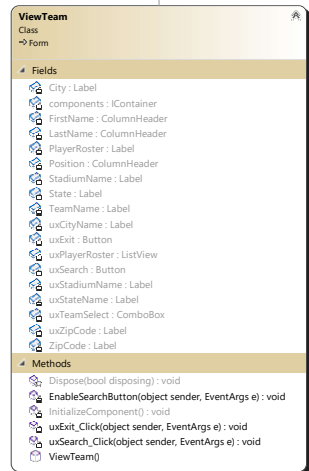 ViewTeam
Class
Form
Fields
City : Label
components : IContainer
FirstName : ColumnHeader
LastName : ColumnHeader
PlayerRoster : Label
Position : ColumnHeader
StadiumName : Label
State : Label
TeamName : Label
uxCityName : Label
uxExit : Button
uxPlayerRoster : ListView
uxSearch : Button
uxStadiumName : Label
uxStateName : Label
uxTeamSelect : ComboBox
uxZipCode : Label
ZipCode : Label
Methods
Dispose(bool disposing) : void
EnableSearchButton(object sender, EventArgs e) : void
InitializeComponent() : void
uxExit_Click(object sender, EventArgs e) : void
uxSearch_Click(object sender, EventArgs e) : void
ViewTeam()